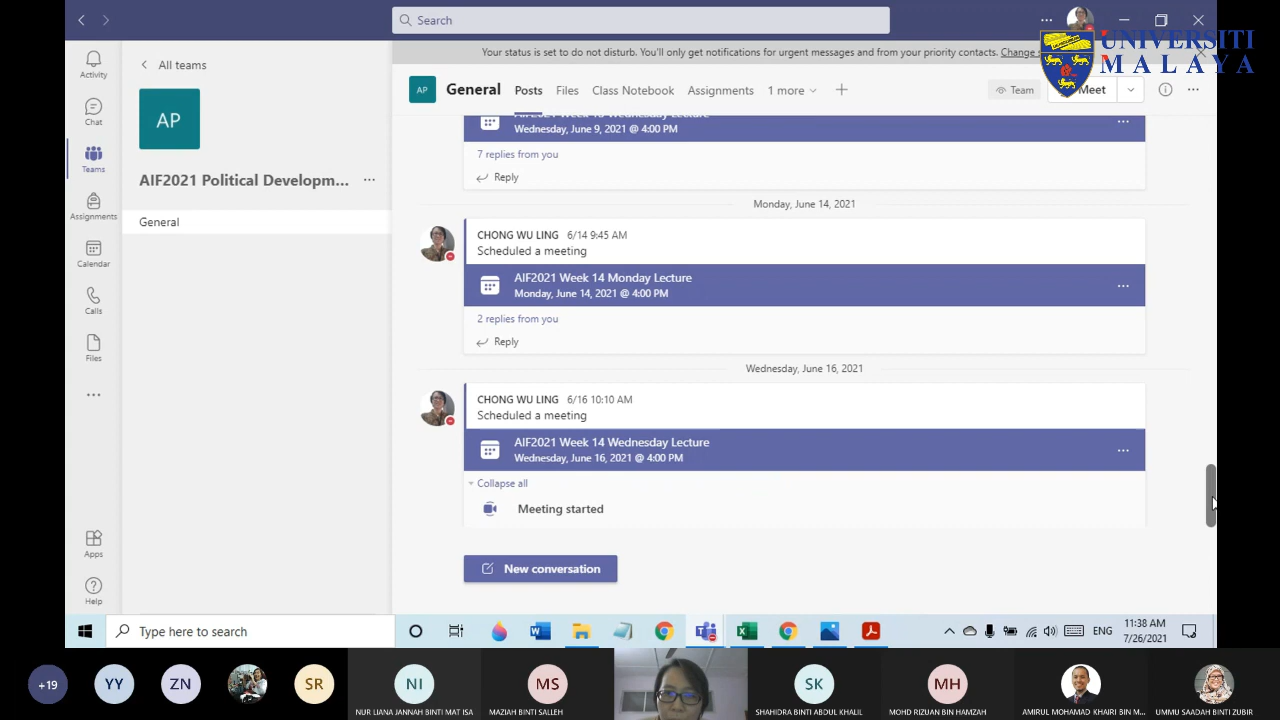 Search
Your status is set to do not disturb. You'll only get notifications for urgent messages and from your priority contacts. Change
UNIVERSITI
MALAYA
Activity
Chat
Teams
Assignments
Calendar
Calls
Files
Apps
Help
All teams
AP
AIF2021 Political Developm...
General
AP
General
Posts
Files
Class Notebook
Assignments
1 more
Team
Meet
Wednesday, June 9, 2021 @ 4:00 PM
7 replies from you
Reply
Monday, June 14, 2021
CHONG WU LING 6/14 9:45 AM
Scheduled a meeting
AIF2021 Week 14 Monday Lecture
Monday, June 14, 2021 @ 4:00 PM
2 replies from you
Reply
Wednesday, June 16, 2021
CHONG WU LING 6/16 10:10 AM
Scheduled a meeting
AIF2021 Week 14 Wednesday Lecture
Wednesday, June 16, 2021 @ 4:00 PM
Collapse all
Meeting started
New conversation
Type here to search
ENG
11:38 AM
7/26/2021
+19
YY
ZN
SR
NI
NUR LIANA JANNAH BINTI MAT ISA
MS
MAZIAH BINTI SALLEH
SK
SHAHIDRA BINTI ABDUL KHALIL
MH
MOHD RIZUAN BIN HAMZAH
AMIRUL MOHAMAD KHAIRI BIN M...
UMMU SAADAH BINTI ZUBIR